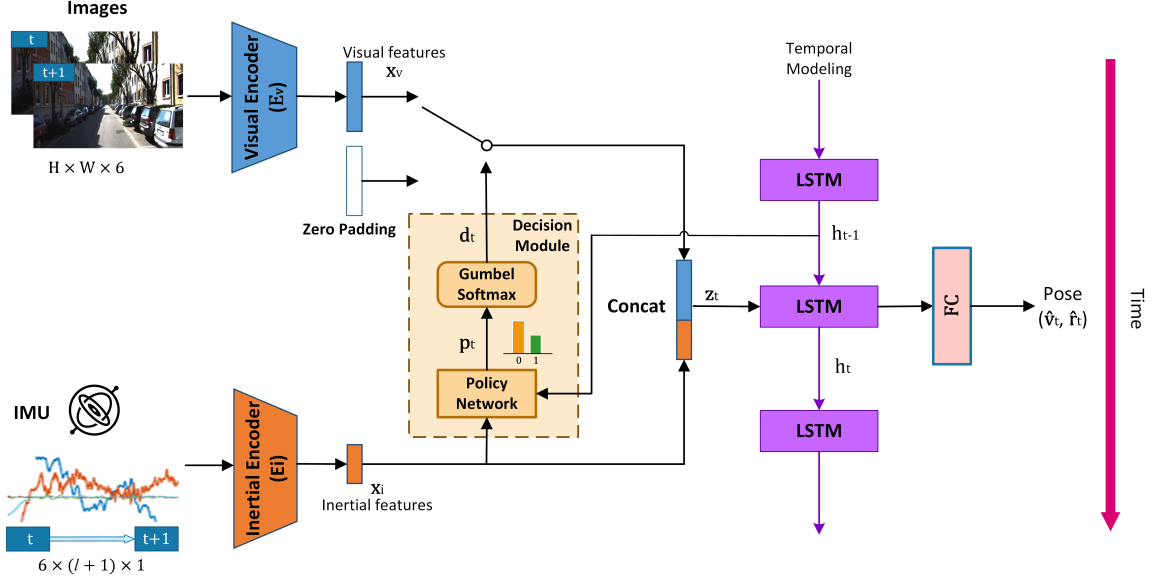 Images
t
t+1
H × W × 6
Visual Encoder
(Ev)
Visual features
xv
Zero Padding
Decision
Module
dt
Gumbel
Softmax
pt
0 1
Policy
Network
IMU
t
t+1
6 × (l + 1) × 1
Inertial Encoder
(Ei)
xi
Inertial features
Concat
zt
Temporal
Modeling
LSTM
ht-1
LSTM
ht
LSTM
FC
Pose
(v̂t, r̂t)
Time